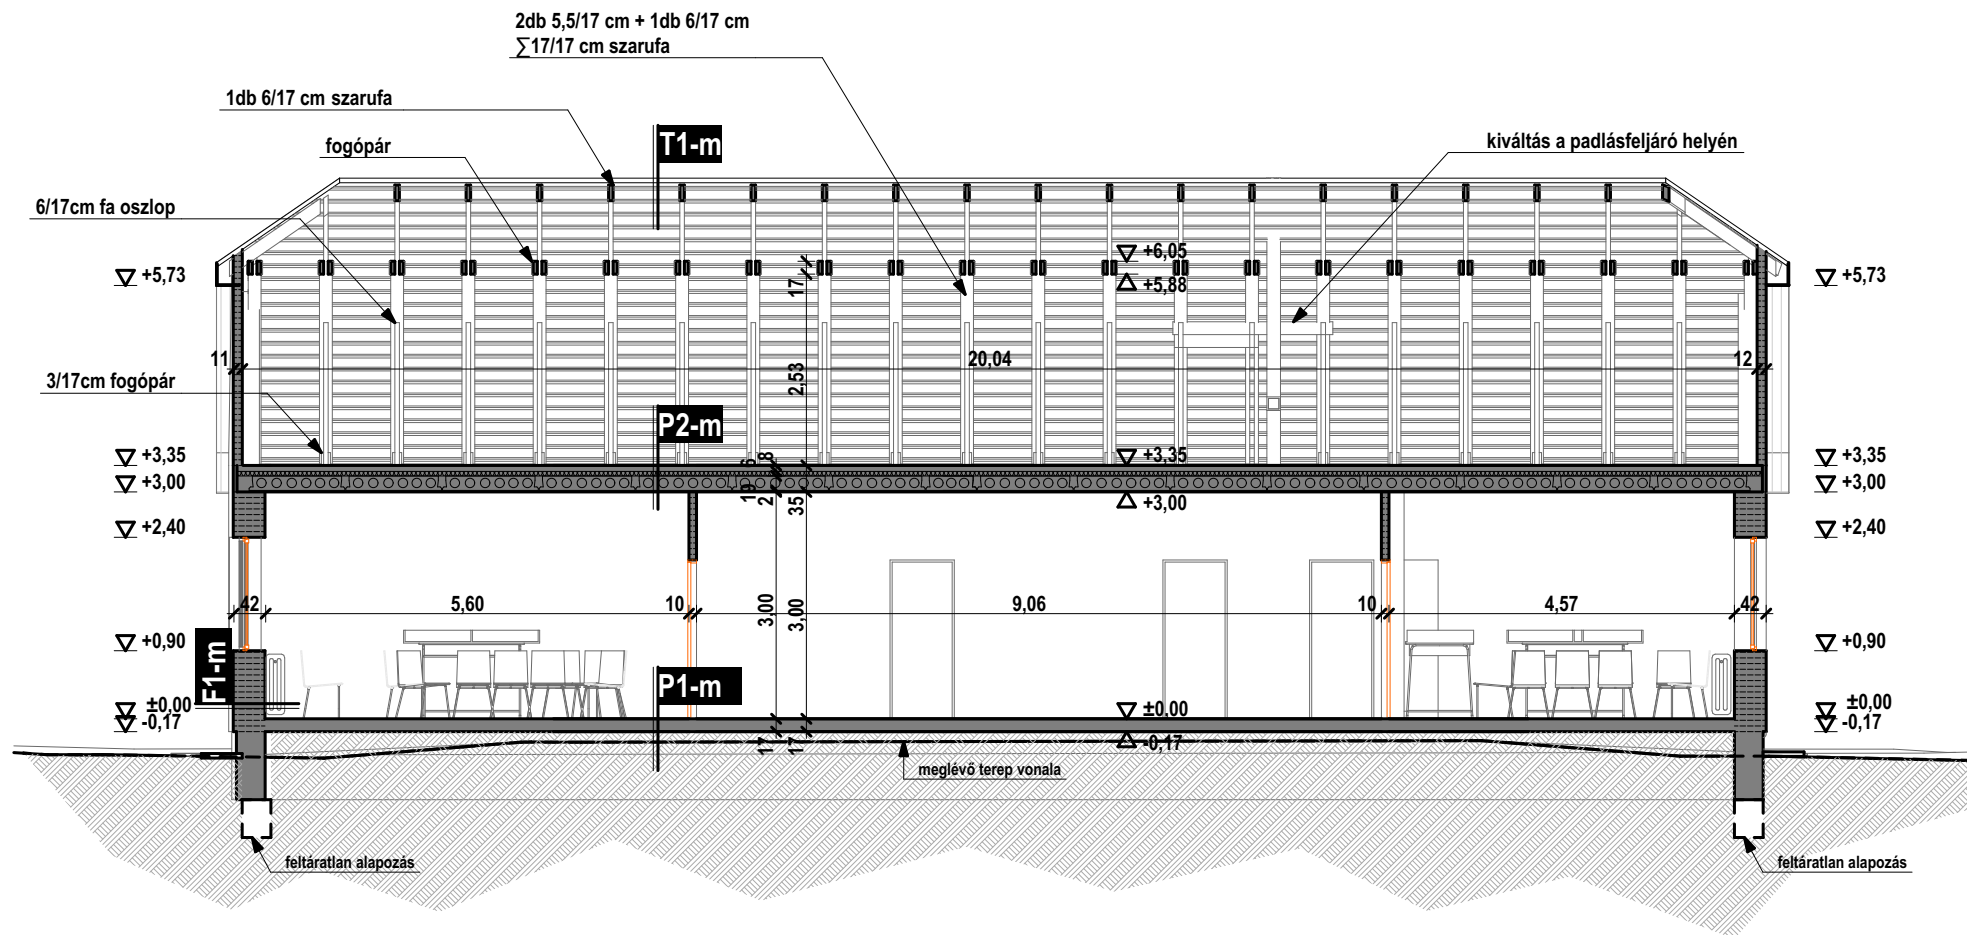 2db 5,5/17 cm + 1db 6/17 cm
∑17/17 cm szarufa
1db 6/17 cm szarufa
T1-m
fogópár
kiváltás a padlásfeljáró helyén
6/17cm fa oszlop
+6,05
+5,73
17
+5,88
+5,73
11
20,04
12
3/17cm fogópár
2,53
P2-m
+3,35
8
+3,35
+3,35
6
+3,00
19
2
35
+3,00
+3,00
+2,40
+2,40
42
5,60
10
3,00
3,00
9,06
10
4,57
42
+0,90
+0,90
F1-m
P1-m
±0,00
±0,00
±0,00
-0,17
-0,17
17
17
-0,17
meglévő terep vonala
feltáratlan alapozás
feltáratlan alapozás